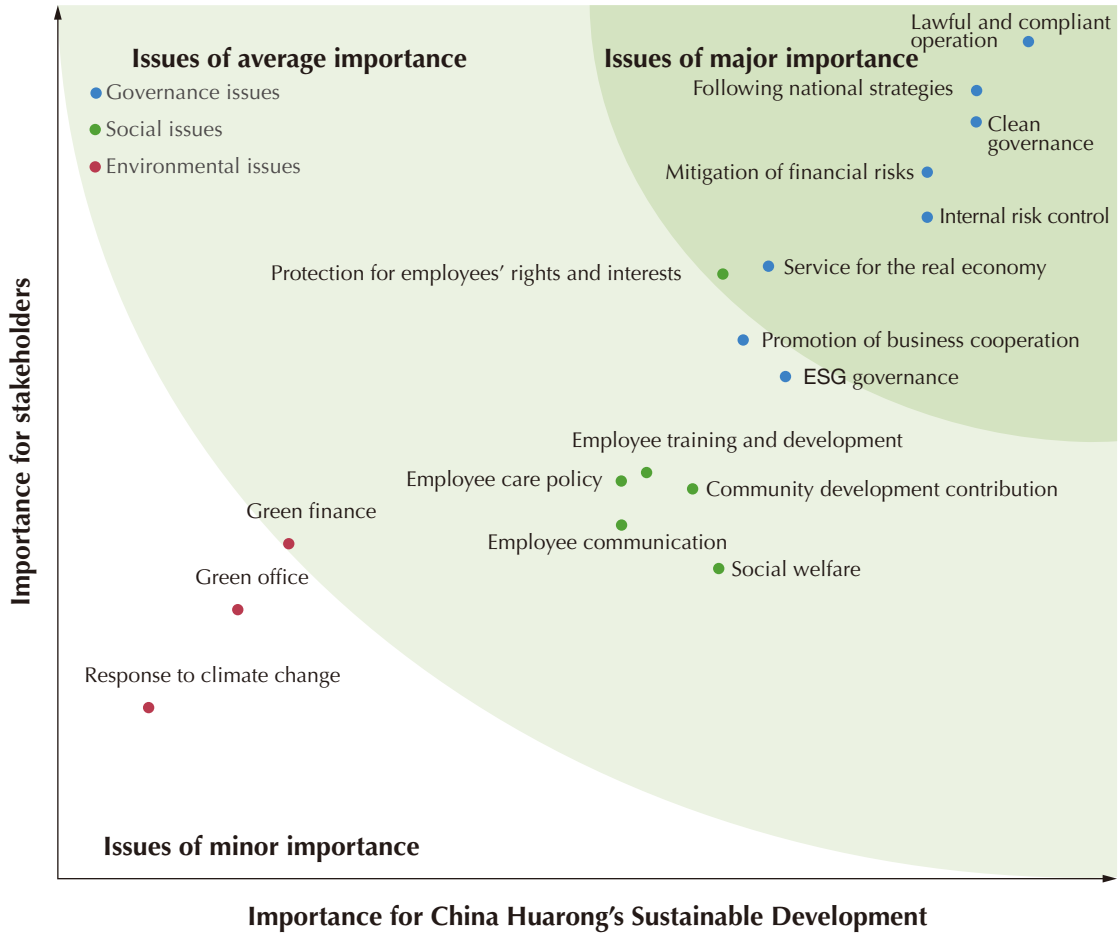 Lawful and compliant
operation
Issues of average importance
Issues of major importance
Governance issues
Social issues
Environmental issues
Following national strategies
Clean
governance
Mitigation of financial risks
Internal risk control
Protection for employees’ rights and interests
Service for the real economy
Promotion of business cooperation
ESG governance
Employee training and development
Employee care policy
Community development contribution
Green finance
Employee communication
Social welfare
Green office
Response to climate change
Issues of minor importance
Importance for stakeholders
Importance for China Huarong’s Sustainable Development